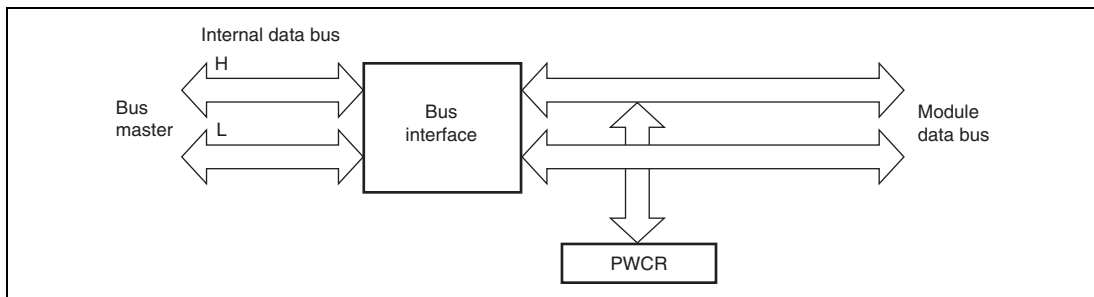 Internal data bus
H
Bus
master
L
Bus
interface
Module
data bus
PWCR